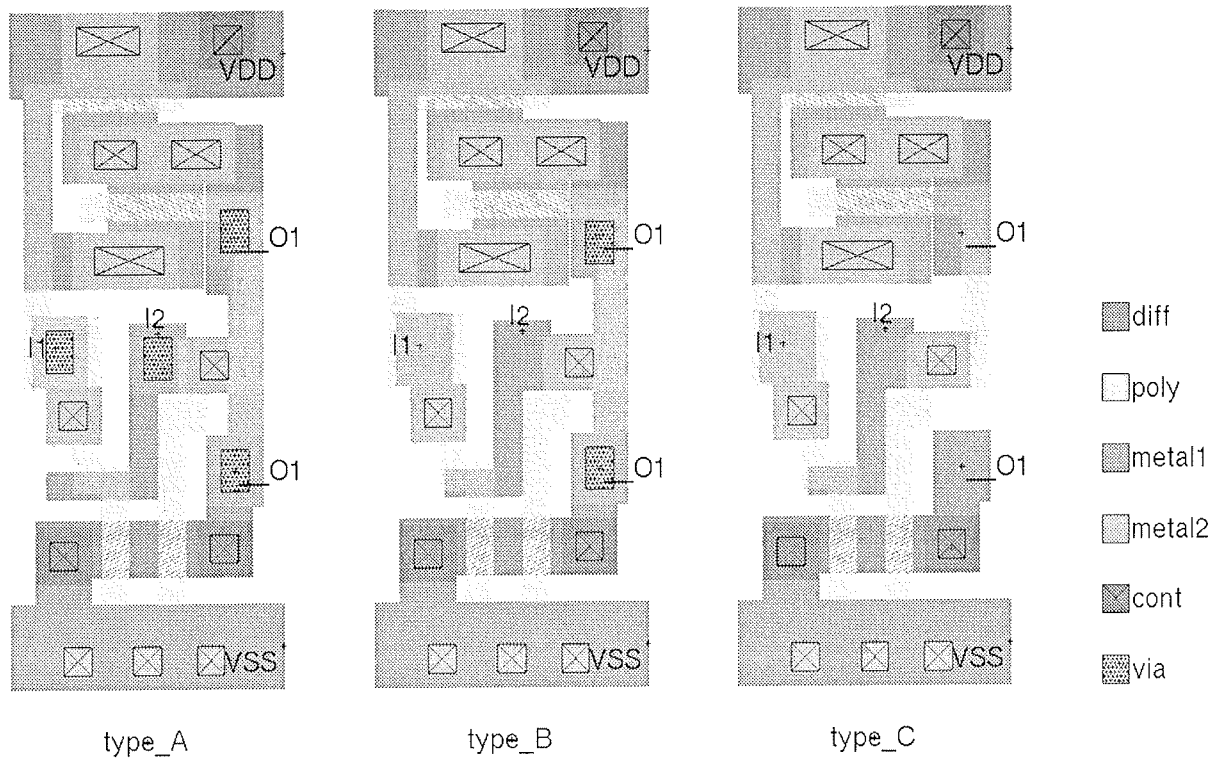 VDD
VDD
VDD
O1
O1
O1
I2
I1
I2
I1
I2
I1
O1
O1
O1
VSS
VSS
VSS
diff
poly
metal1
metal2
cont
via
type_A
type_B
type_C